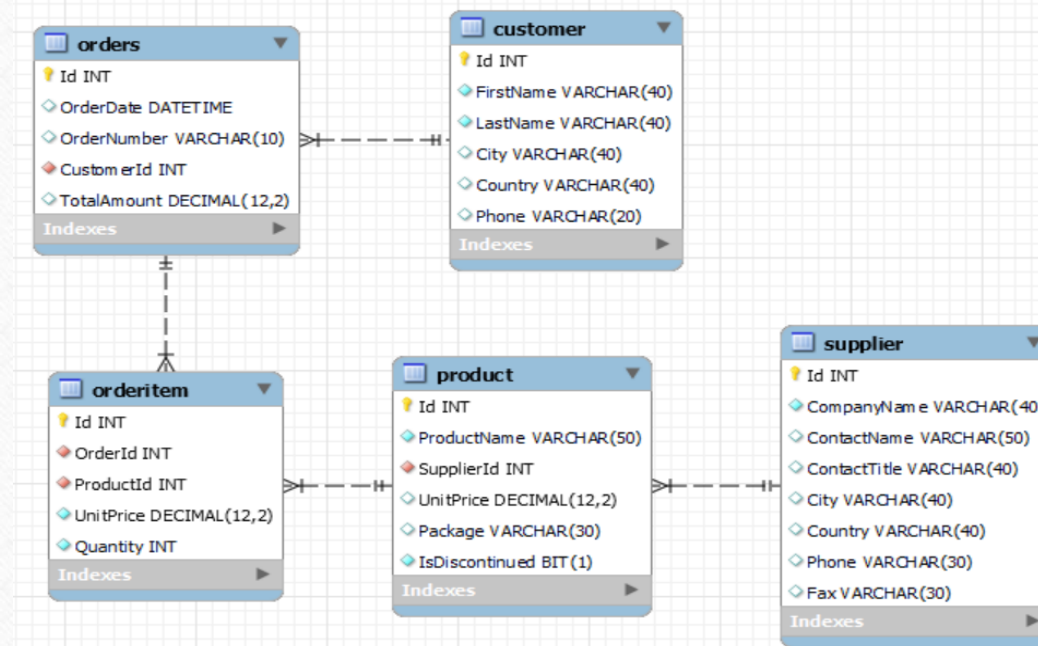 orders
Id INT
OrderDate DATETIME
OrderNumber VARCHAR(10)
CustomerId INT
TotalAmount DECIMAL(12,2)
Indexes
customer
Id INT
FirstName VARCHAR(40)
LastName VARCHAR(40)
City VARCHAR(40)
Country VARCHAR(40)
Phone VARCHAR(20)
Indexes
orderitem
Id INT
OrderId INT
ProductId INT
UnitPrice DECIMAL(12,2)
Quantity INT
Indexes
product
Id INT
ProductName VARCHAR(50)
SupplierId INT
UnitPrice DECIMAL(12,2)
Package VARCHAR(30)
IsDiscontinued BIT(1)
Indexes
supplier
Id INT
CompanyName VARCHAR(40
ContactName VARCHAR(50)
ContactTitle VARCHAR(40)
City VARCHAR(40)
Country VARCHAR(40)
Phone VARCHAR(30)
Fax VARCHAR(30)
Indexes